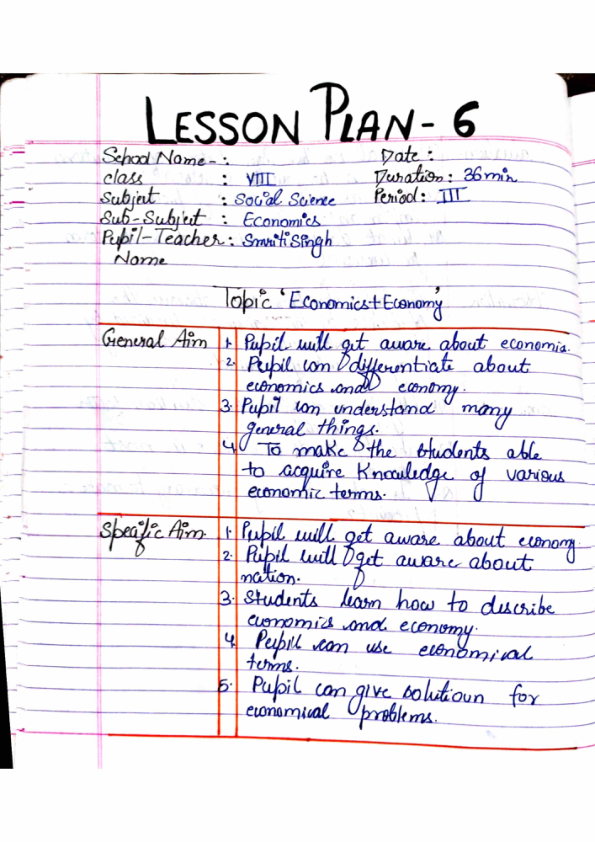 LESSON PLAN - 6
School Name - :
Date :
class : VIII
Duration : 36 min
Subject : Social Science
Period : III
Sub-Subject : Economics
Pupil-Teacher : Smriti Singh
Name
Topic 'Economics + Economy'
General Aim 1. Pupil will get aware about economics.
2. Pupil can differentiate about
economics and economy.
3. Pupil can understand many
general things.
4. To make the students able
to acquire Knowledge of various
economic terms.
Specific Aim. 1. Pupil will get aware about economy.
2. Pupil will get aware about
nation.
3. Students learn how to describe
economics and economy.
4. Pupil can use economical
terms.
5. Pupil can give solutioun for
economical problems.